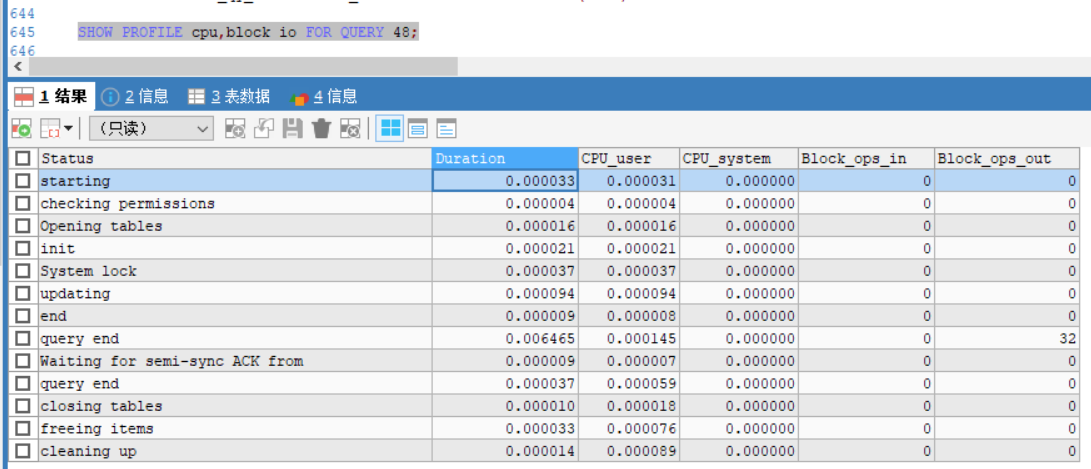 644
645 SHOW PROFILE cpu,block io FOR QUERY 48;
646
1 结果 2 信息 3 表数据 4 信息
(只读)
Status Duration CPU_user CPU_system Block_ops_in Block_ops_out
starting 0.000033 0.000031 0.000000 0 0
checking permissions 0.000004 0.000004 0.000000 0 0
Opening tables 0.000016 0.000016 0.000000 0 0
init 0.000021 0.000021 0.000000 0 0
System lock 0.000037 0.000037 0.000000 0 0
updating 0.000094 0.000094 0.000000 0 0
end 0.000009 0.000008 0.000000 0 0
query end 0.006465 0.000145 0.000000 0 32
Waiting for semi-sync ACK from 0.000009 0.000007 0.000000 0 0
query end 0.000037 0.000059 0.000000 0 0
closing tables 0.000010 0.000018 0.000000 0 0
freeing items 0.000033 0.000076 0.000000 0 0
cleaning up 0.000014 0.000089 0.000000 0 0